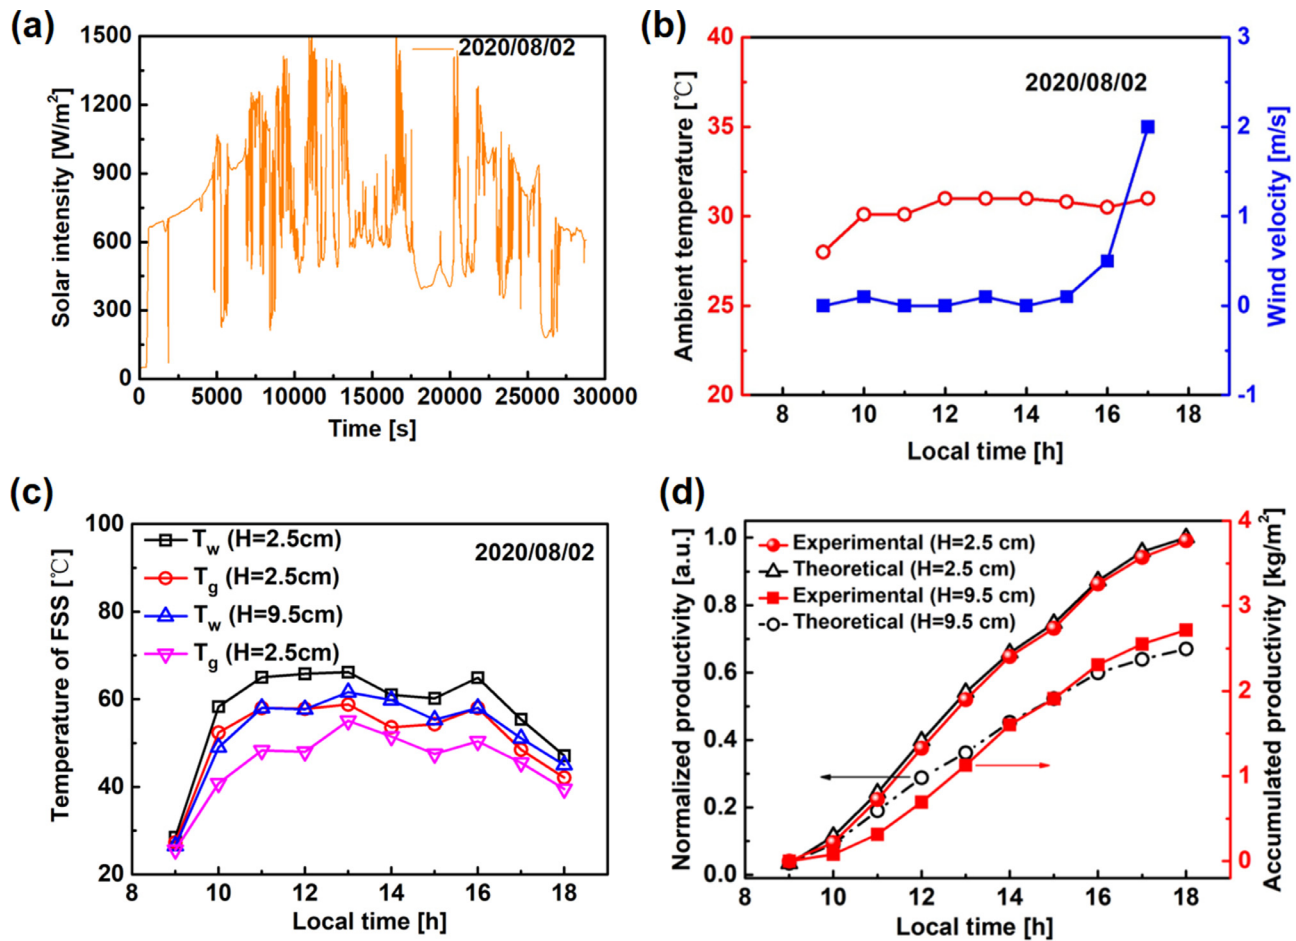 (a)
1500
1200
900
600
300
0
Solar intensity [W/m²]
2020/08/02
0 5000 10000 15000 20000 25000 30000
Time [s]
(b)
40
35
30
25
20
Ambient temperature [℃]
2020/08/02
3
2
1
0
-1
Wind velocity [m/s]
8 10 12 14 16 18
Local time [h]
(c)
100
80
60
40
20
Temperature of FSS [℃]
T_w (H=2.5cm)
T_g (H=2.5cm)
T_w (H=9.5cm)
T_g (H=2.5cm)
2020/08/02
8 10 12 14 16 18
Local time [h]
(d)
1.0
0.8
0.6
0.4
0.2
0.0
Normalized productivity [a.u.]
Experimental (H=2.5 cm)
Theoretical (H=2.5 cm)
Experimental (H=9.5 cm)
Theoretical (H=9.5 cm)
4
3
2
1
0
Accumulated productivity [kg/m²]
8 10 12 14 16 18
Local time [h]